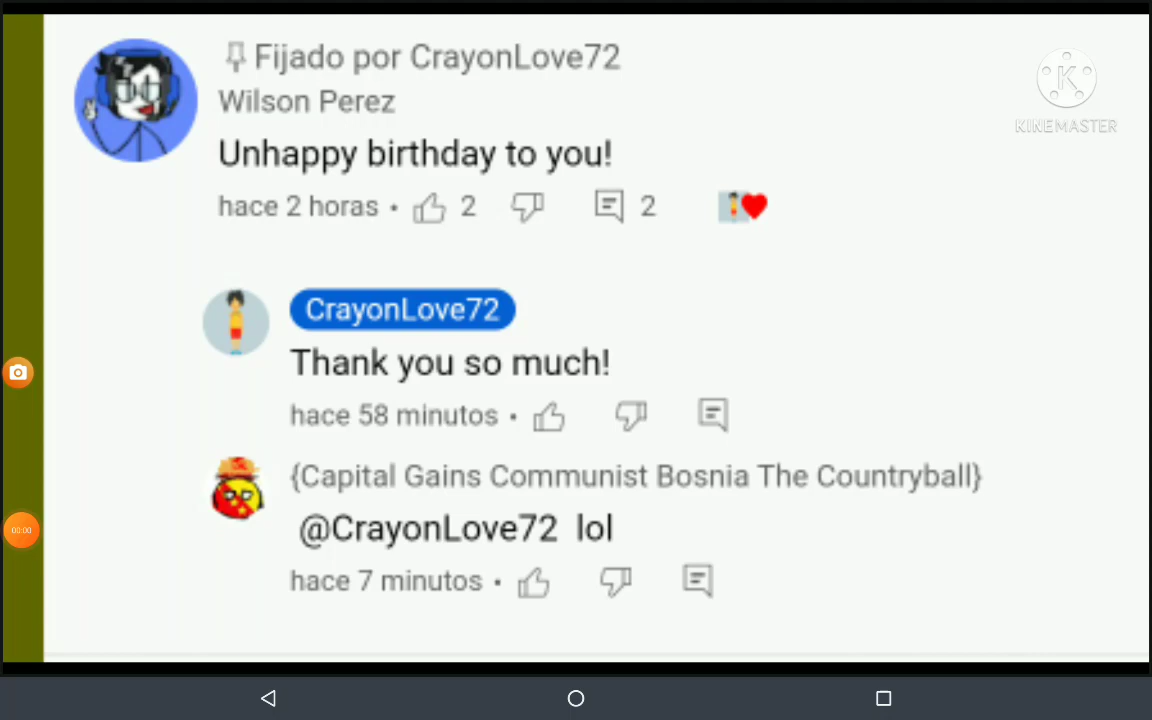 Fijado por CrayonLove72
KINEMASTER
Wilson Perez
Unhappy birthday to you!
hace 2 horas • 2 2
CrayonLove72
Thank you so much!
hace 58 minutos •
{Capital Gains Communist Bosnia The Countryball}
@CrayonLove72 lol
00:00
hace 7 minutos •